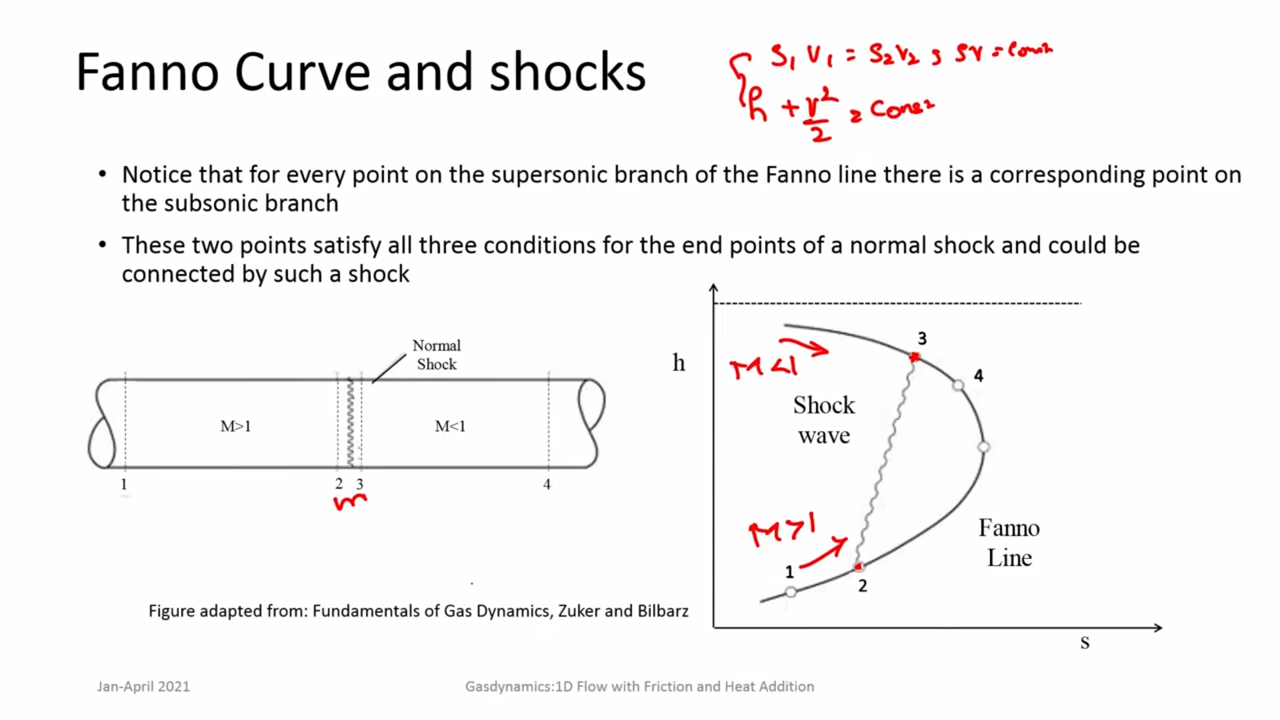 Fanno Curve and shocks
S₁ V₁ = S₂V₂ ; SV = Const
h + V²/2 = Const
• Notice that for every point on the supersonic branch of the Fanno line there is a corresponding point on
the subsonic branch
• These two points satisfy all three conditions for the end points of a normal shock and could be
connected by such a shock
Normal
Shock
M>1
M<1
1
2
3
4
h
M<1
3
4
Shock
wave
M>1
1
2
Fanno
Line
s
Figure adapted from: Fundamentals of Gas Dynamics, Zuker and Bilbarz
Jan-April 2021
Gasdynamics:1D Flow with Friction and Heat Addition